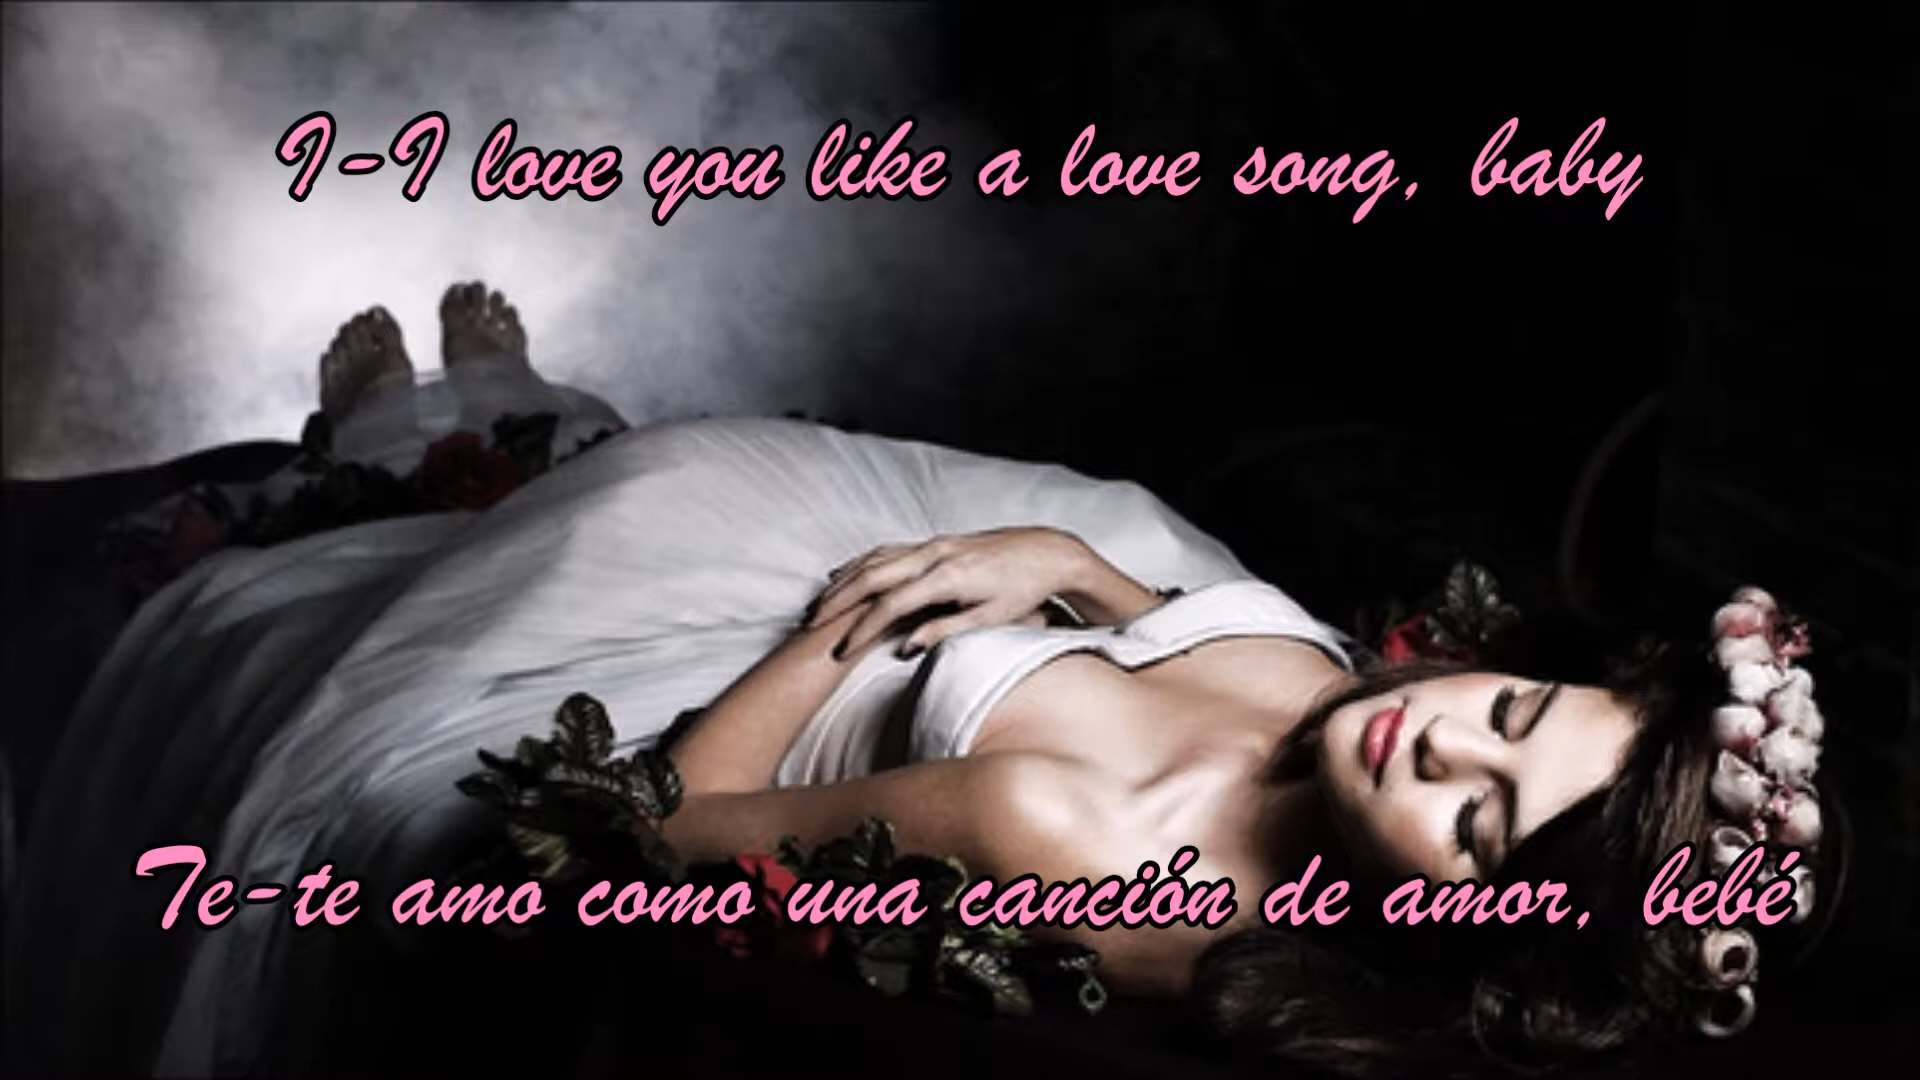 I-I love you like a love song, baby
Te-te amo como una canción de amor, bebé